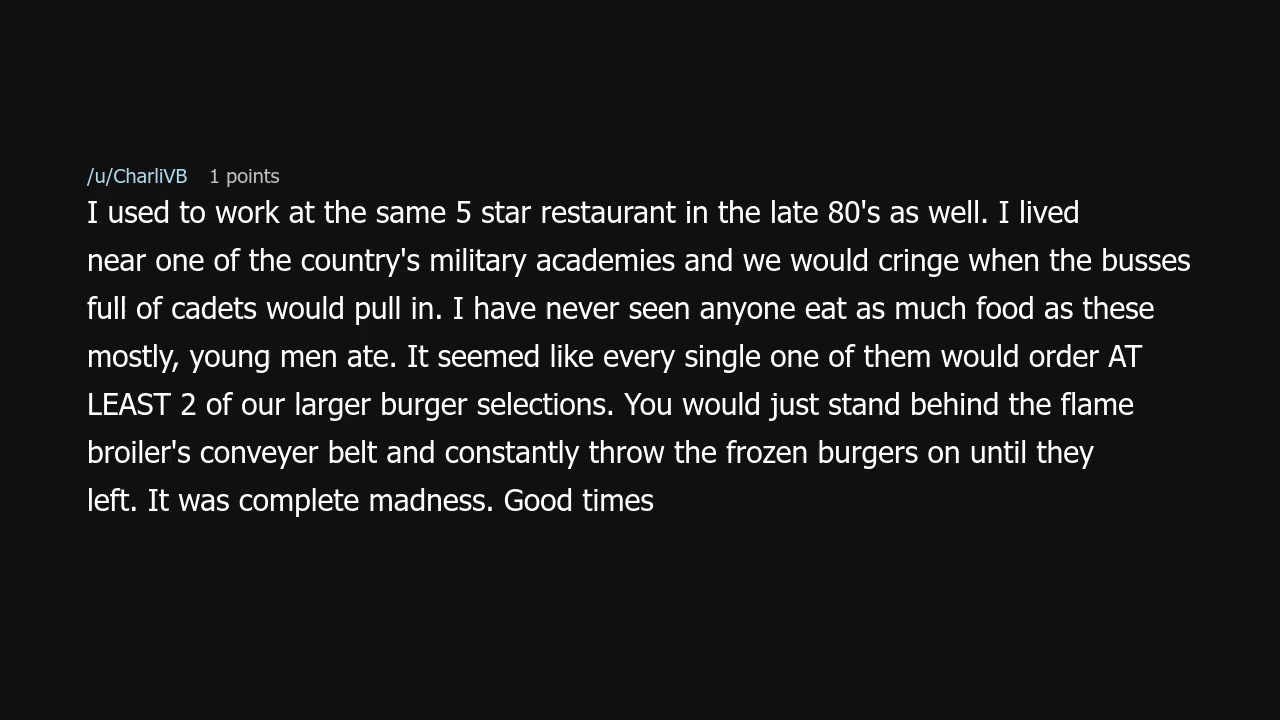 /u/CharliVB 1 points
I used to work at the same 5 star restaurant in the late 80's as well. I lived
near one of the country's military academies and we would cringe when the busses
full of cadets would pull in. I have never seen anyone eat as much food as these
mostly, young men ate. It seemed like every single one of them would order AT
LEAST 2 of our larger burger selections. You would just stand behind the flame
broiler's conveyer belt and constantly throw the frozen burgers on until they
left. It was complete madness. Good times